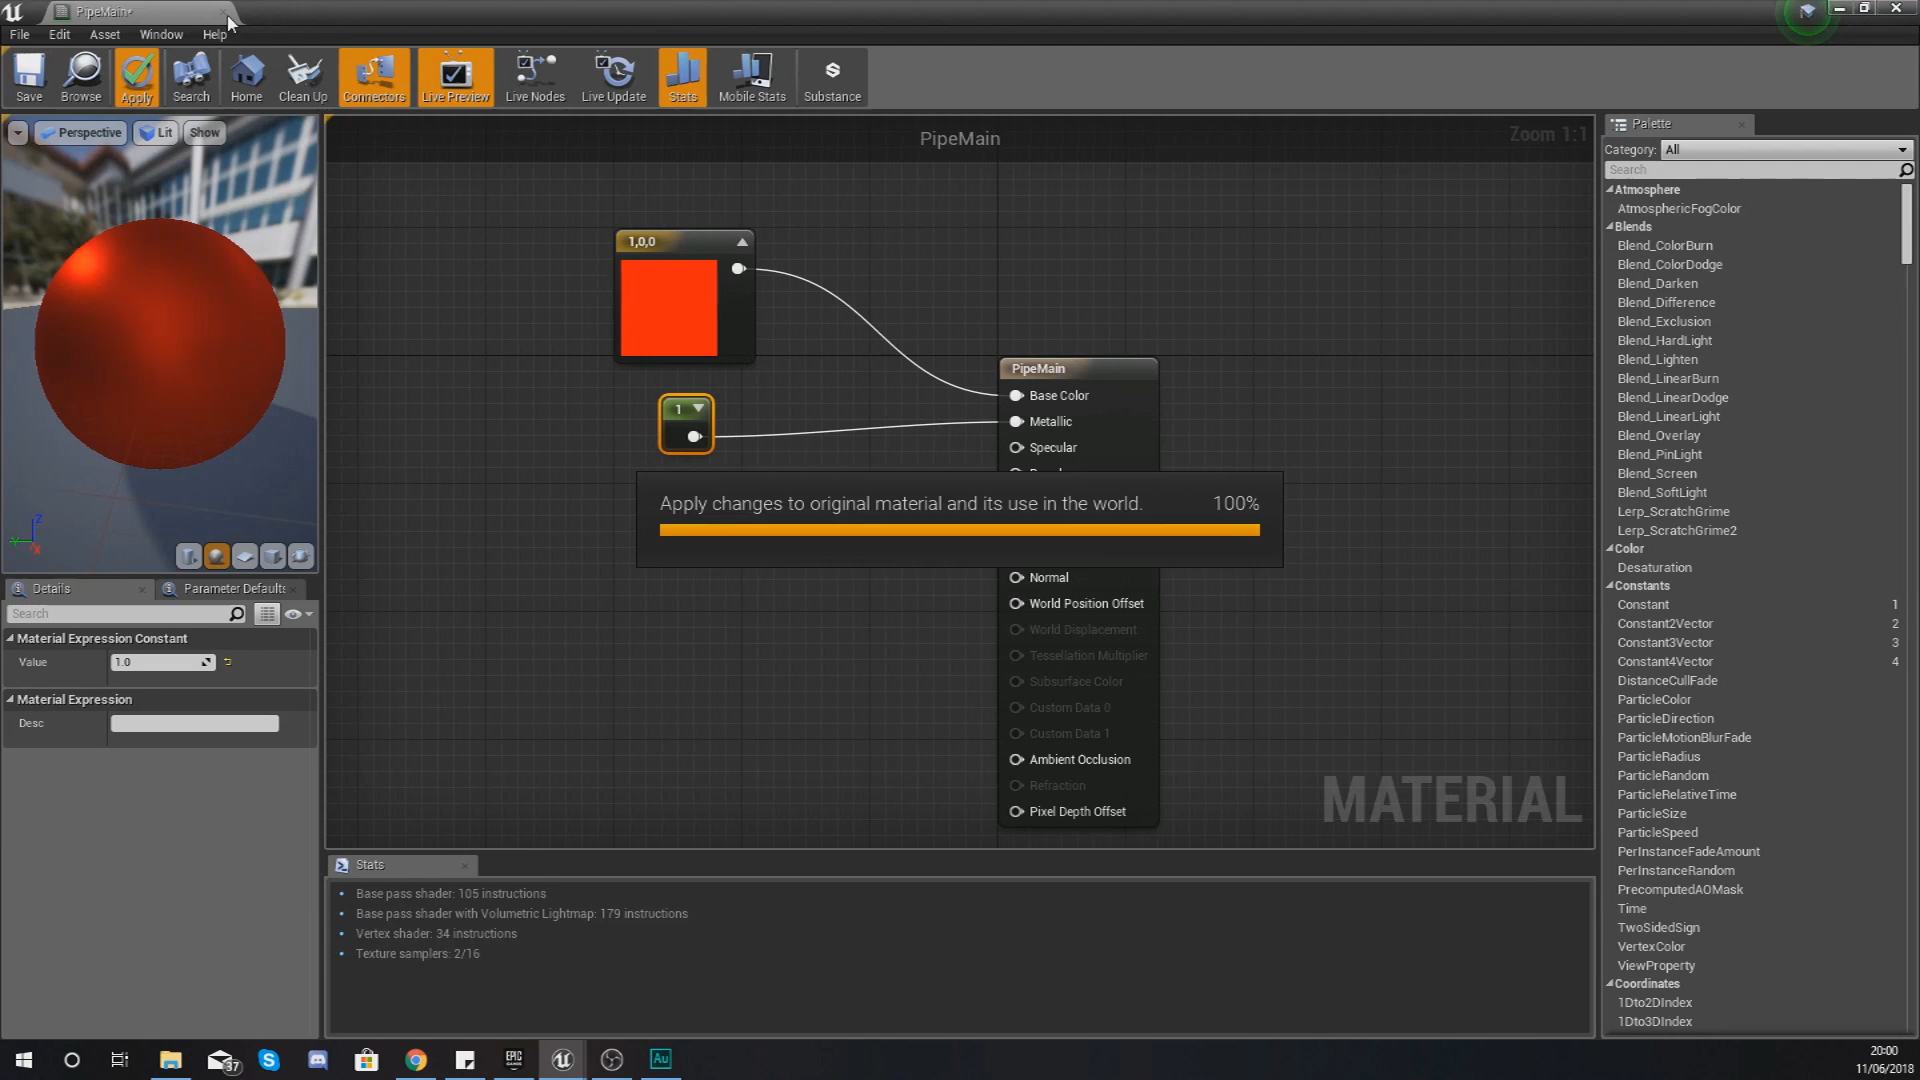 PipeMain*
File Edit Asset Window Help
Save Browse Apply Search Home Clean Up Connectors Live Preview Live Nodes Live Update Stats Mobile Stats Substance
Perspective Lit Show
PipeMain
Zoom 1:1
1,0,0
1
PipeMain
Base Color
Metallic
Specular
Apply changes to original material and its use in the world. 100%
Normal
World Position Offset
World Displacement
Tessellation Multiplier
Subsurface Color
Custom Data 0
Custom Data 1
Ambient Occlusion
Refraction
Pixel Depth Offset
MATERIAL
Details Parameter Defaults
Search
Material Expression Constant
Value 1.0
Material Expression
Desc
Stats
Base pass shader: 105 instructions
Base pass shader with Volumetric Lightmap: 179 instructions
Vertex shader: 34 instructions
Texture samplers: 2/16
Palette
Category: All
Search
Atmosphere
AtmosphericFogColor
Blends
Blend_ColorBurn
Blend_ColorDodge
Blend_Darken
Blend_Difference
Blend_Exclusion
Blend_HardLight
Blend_Lighten
Blend_LinearBurn
Blend_LinearDodge
Blend_LinearLight
Blend_Overlay
Blend_PinLight
Blend_Screen
Blend_SoftLight
Lerp_ScratchGrime
Lerp_ScratchGrime2
Color
Desaturation
Constants
Constant 1
Constant2Vector 2
Constant3Vector 3
Constant4Vector 4
DistanceCullFade
ParticleColor
ParticleDirection
ParticleMotionBlurFade
ParticleRadius
ParticleRandom
ParticleRelativeTime
ParticleSize
ParticleSpeed
PerInstanceFadeAmount
PerInstanceRandom
PrecomputedAOMask
Time
TwoSidedSign
VertexColor
ViewProperty
Coordinates
1Dto2DIndex
1Dto3DIndex
37
EPIC GAMES
Au
20:00
11/06/2018